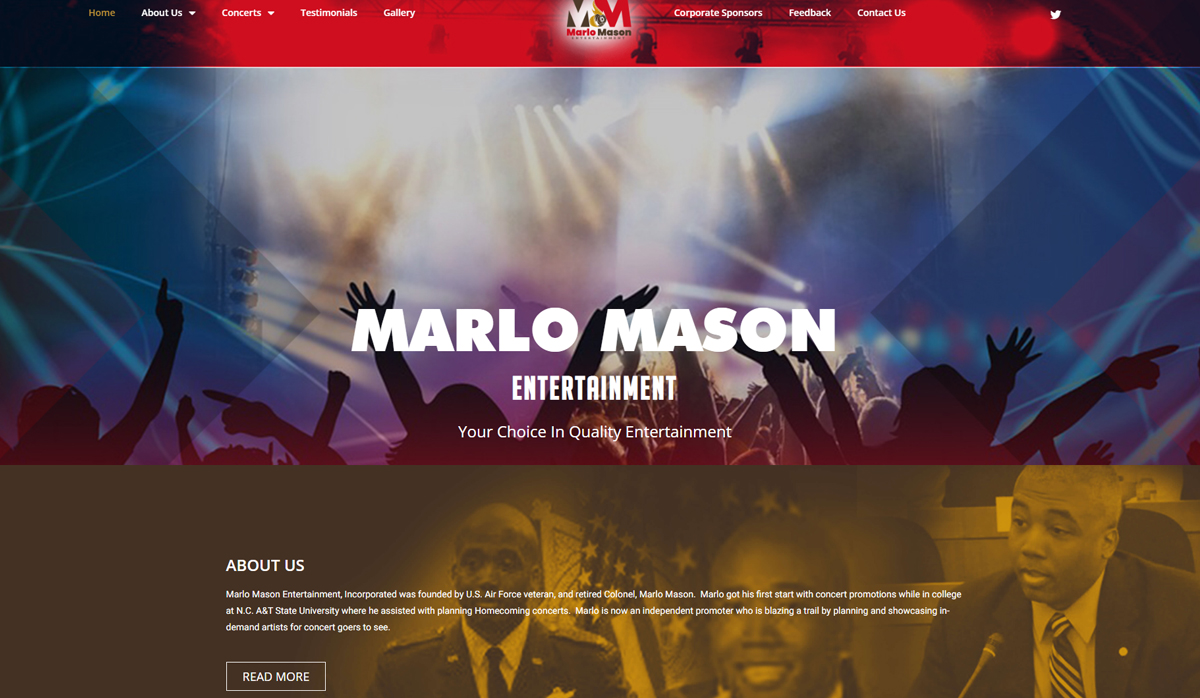 Home
About Us
Concerts
Testimonials
Gallery
M&M
Marlo Mason
ENTERTAINMENT
Corporate Sponsors
Feedback
Contact Us
MARLO MASON
ENTERTAINMENT
Your Choice In Quality Entertainment
ABOUT US
Marlo Mason Entertainment, Incorporated was founded by U.S. Air Force veteran, and retired Colonel, Marlo Mason.  Marlo got his first start with concert promotions while in college
at N.C. A&T State University where he assisted with planning Homecoming concerts.  Marlo is now an independent promoter who is blazing a trail by planning and showcasing in-
demand artists for concert goers to see.
READ MORE